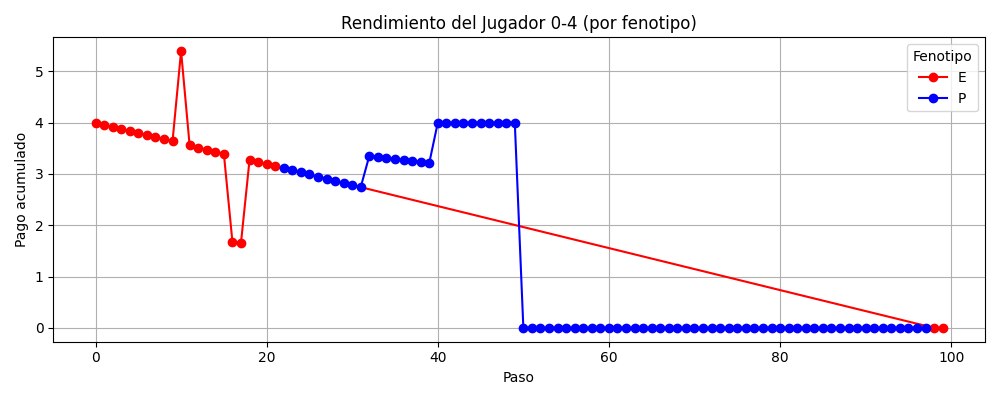 Rendimiento del Jugador 0-4 (por fenotipo)
Pago acumulado
5
4
3
2
1
0
Fenotipo
E
P
0 20 40 60 80 100
Paso